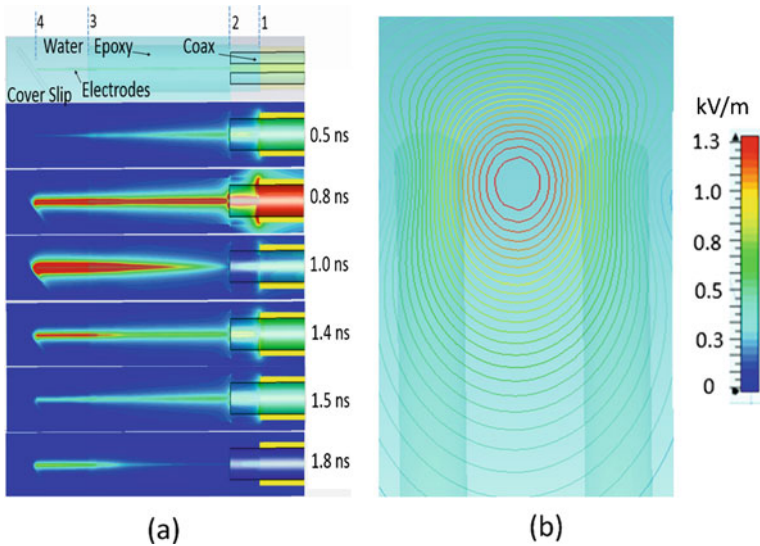 4 3 2 1
Water Epoxy Coax
Cover Slip Electrodes
0.5 ns
0.8 ns
1.0 ns
1.4 ns
1.5 ns
1.8 ns
(a)
kV/m
1.3
1.0
0.8
0.5
0.3
0
(b)